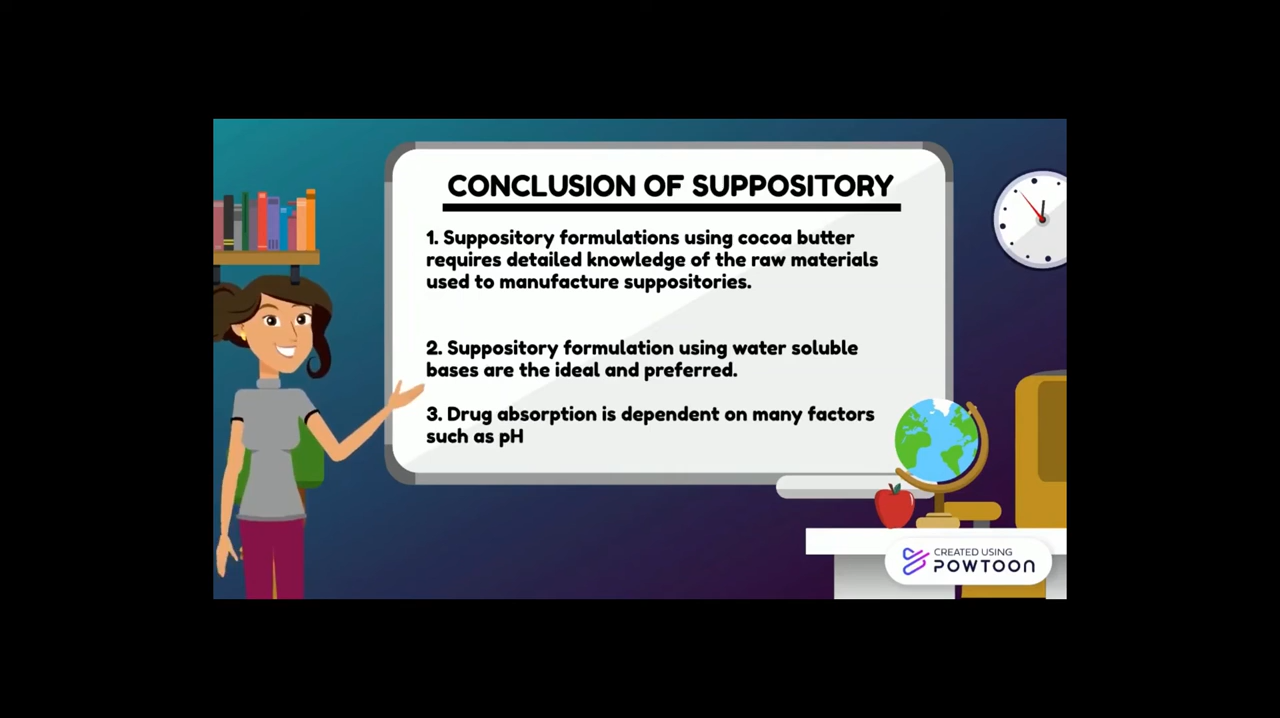 CONCLUSION OF SUPPOSITORY
1. Suppository formulations using cocoa butter
requires detailed knowledge of the raw materials
used to manufacture suppositories.
2. Suppository formulation using water soluble
bases are the ideal and preferred.
3. Drug absorption is dependent on many factors
such as pH
CREATED USING
POWTOON